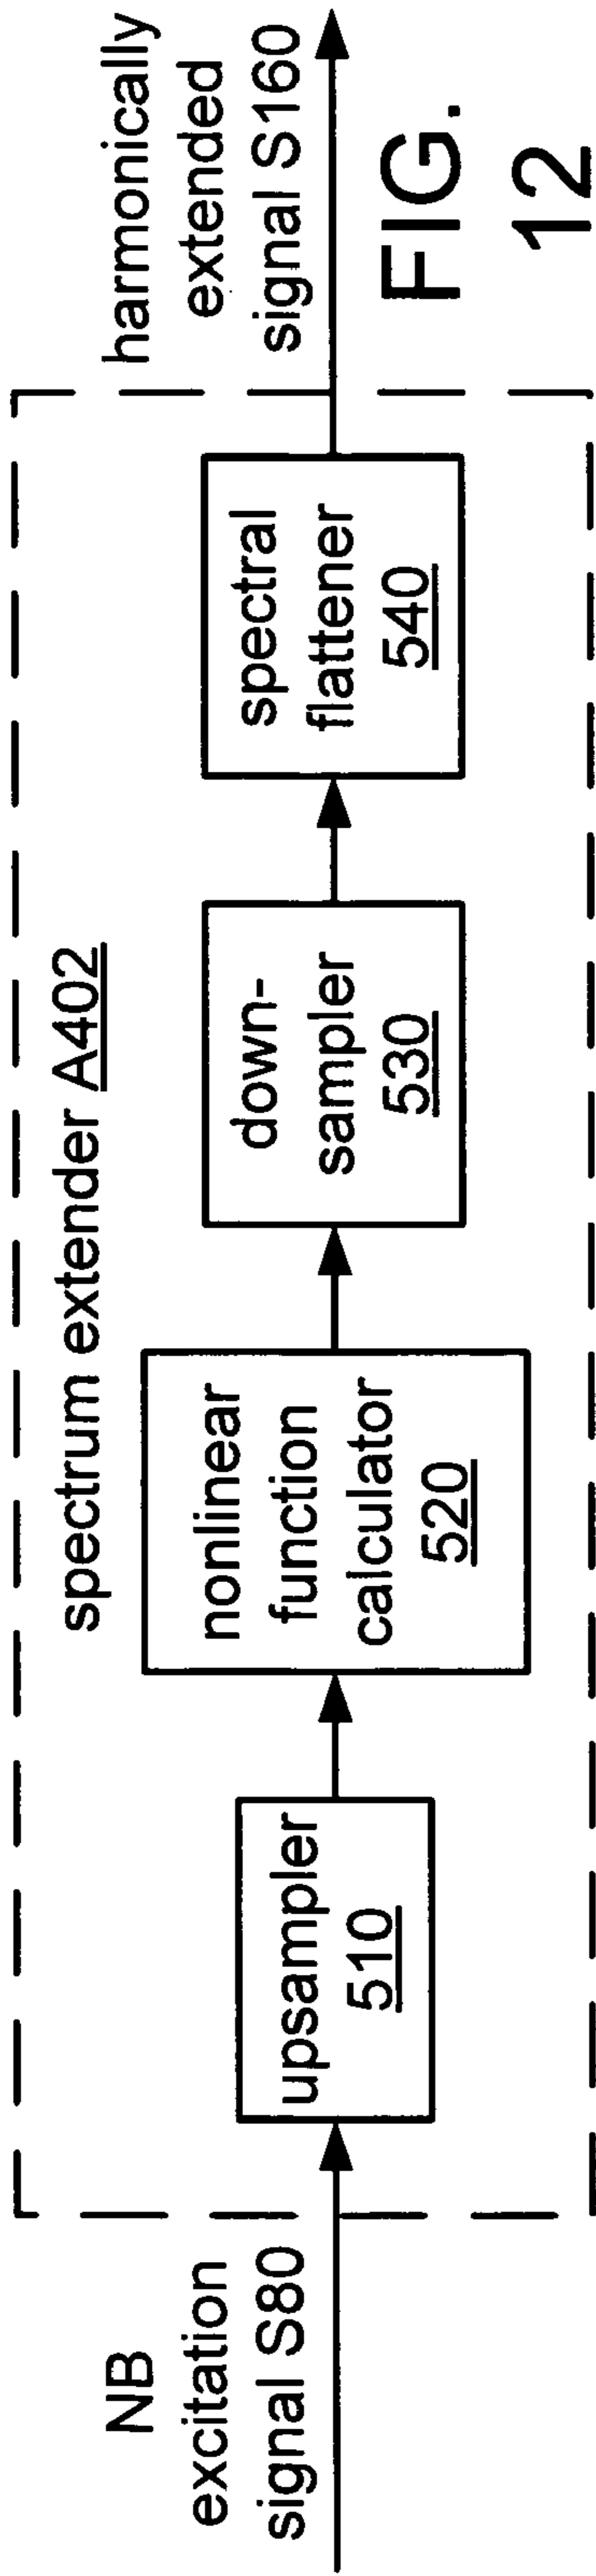 spectrum extender A402
NB
excitation
signal S80
upsampler
510
nonlinear
function
calculator
520
down-
sampler
530
spectral
flattener
540
harmonically
extended
signal S160
FIG.
12